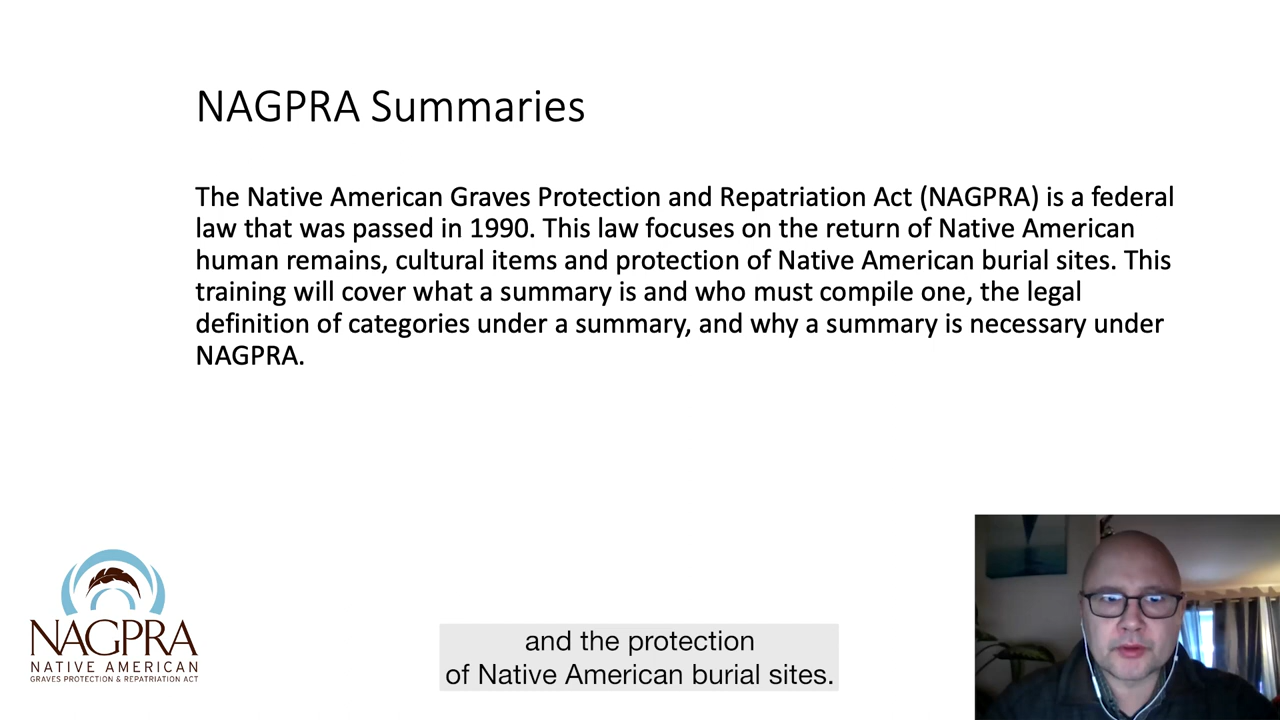 NAGPRA Summaries
The Native American Graves Protection and Repatriation Act (NAGPRA) is a federal
law that was passed in 1990. This law focuses on the return of Native American
human remains, cultural items and protection of Native American burial sites. This
training will cover what a summary is and who must compile one, the legal
definition of categories under a summary, and why a summary is necessary under
NAGPRA.
NAGPRA
NATIVE AMERICAN
GRAVES PROTECTION & REPATRIATION ACT
and the protection
of Native American burial sites.